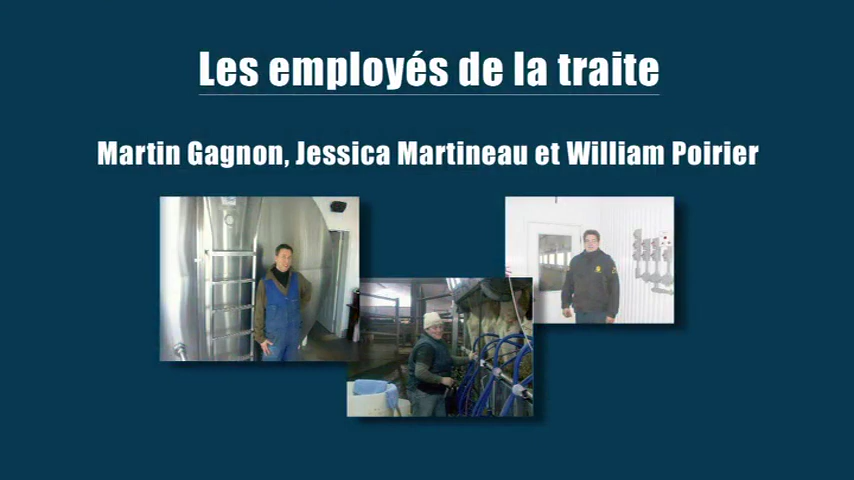 Les employés de la traite
Martin Gagnon, Jessica Martineau et William Poirier